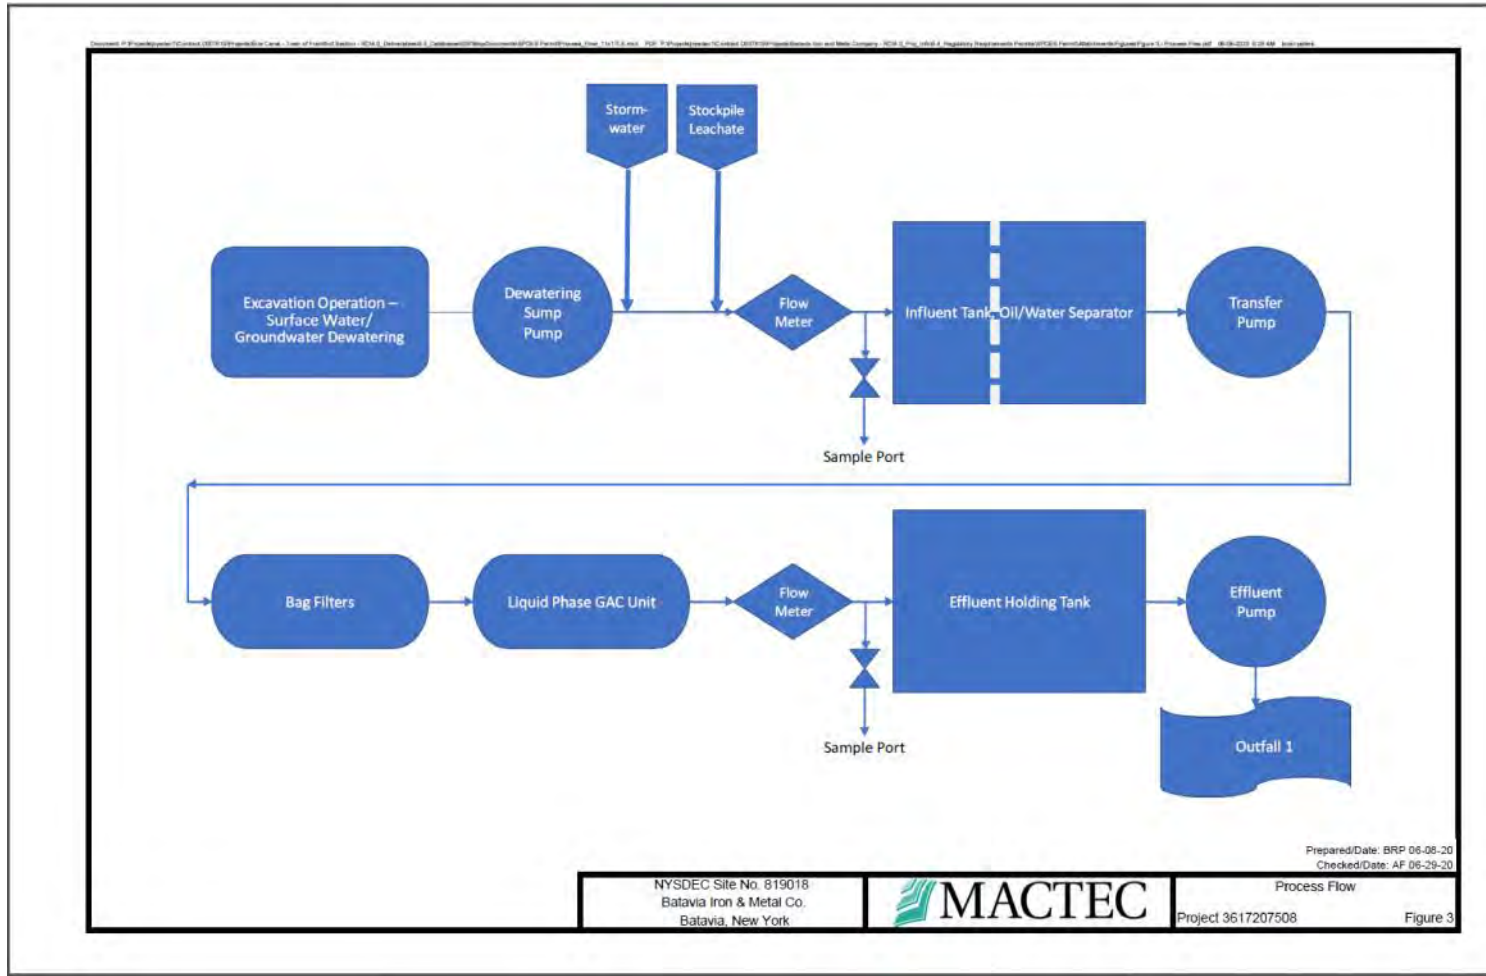 Storm-
water
Stockpile
Leachate
Excavation Operation –
Surface Water/
Groundwater Dewatering
Dewatering
Sump
Pump
Flow
Meter
Influent Tank, Oil/Water Separator
Transfer
Pump
Sample Port
Bag Filters
Liquid Phase GAC Unit
Flow
Meter
Effluent Holding Tank
Effluent
Pump
Sample Port
Outfall 1
Prepared/Date: BRP 06-08-20
Checked/Date: AF 06-29-20
NYSDEC Site No. 819018
Batavia Iron & Metal Co.
Batavia, New York
MACTEC
Process Flow
Project 3617207508 Figure 3